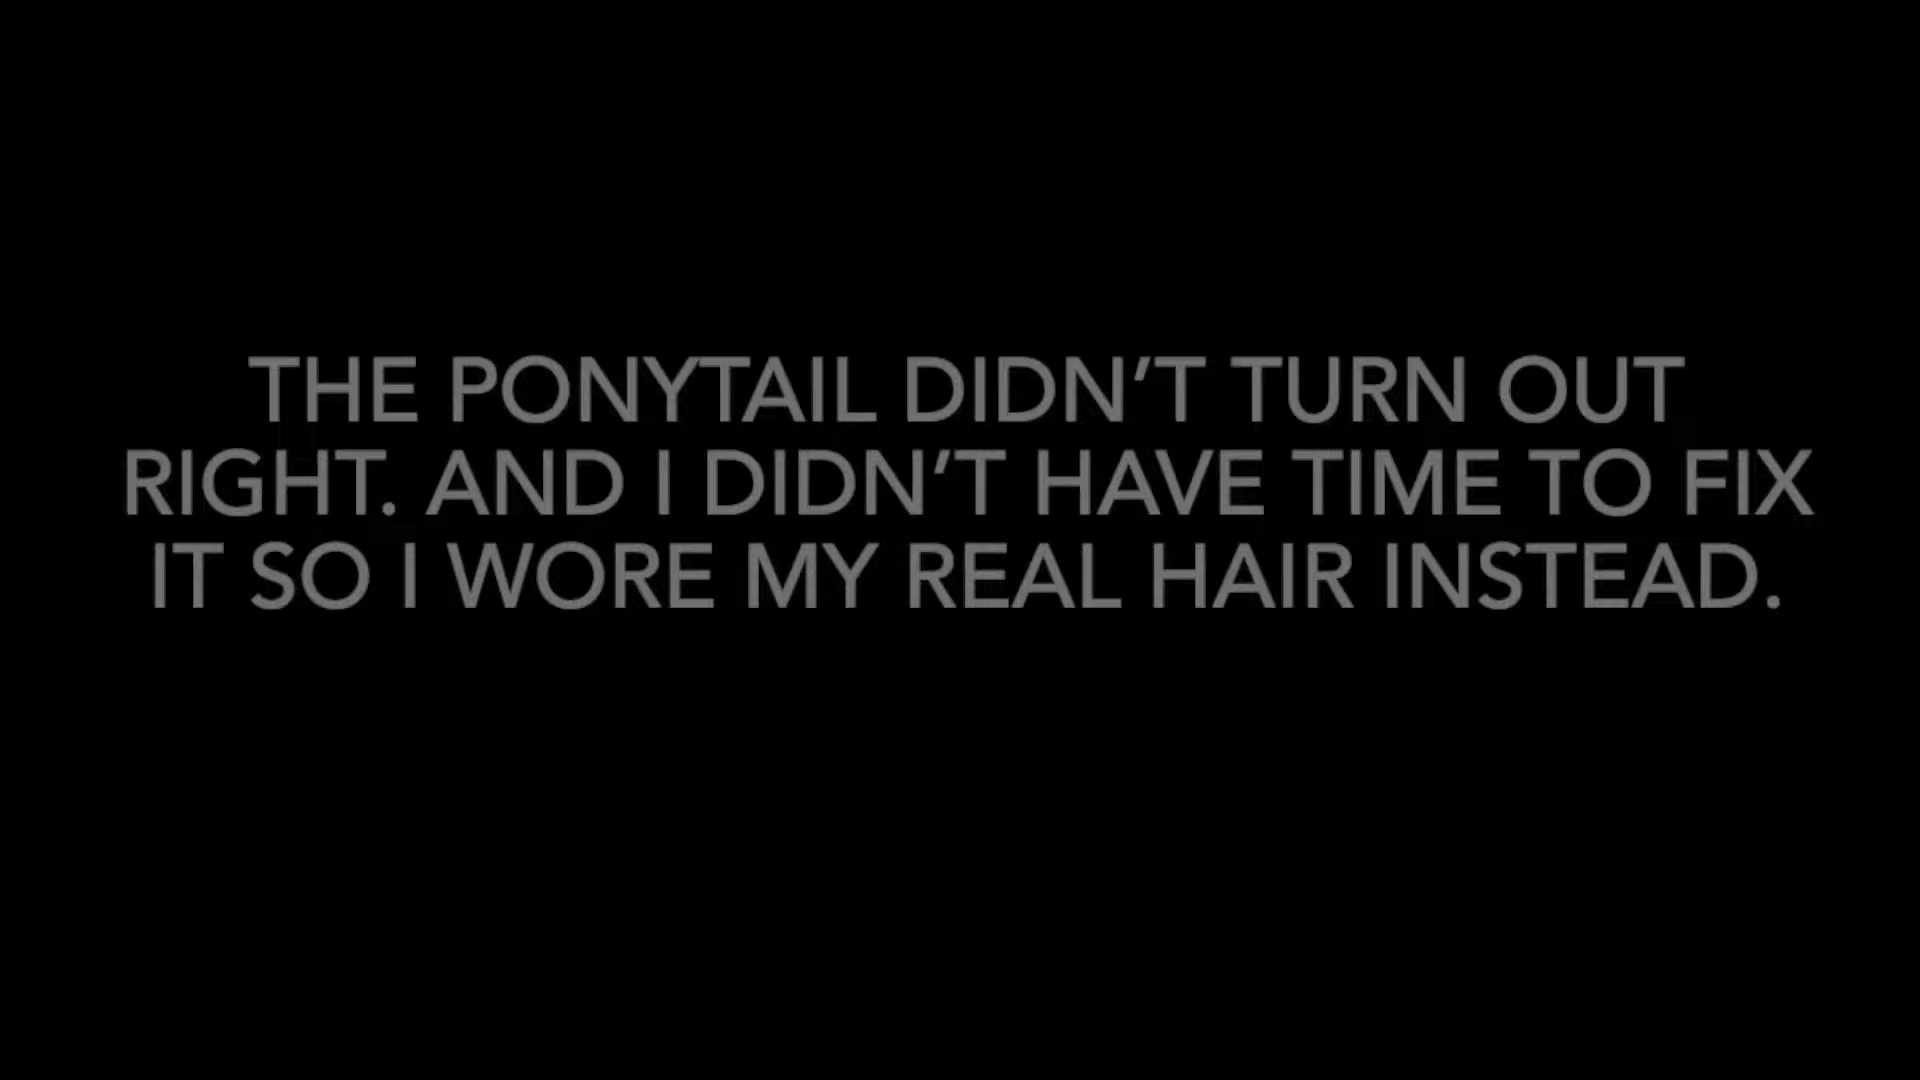 THE PONYTAIL DIDN’T TURN OUT
RIGHT. AND I DIDN’T HAVE TIME TO FIX
IT SO I WORE MY REAL HAIR INSTEAD.